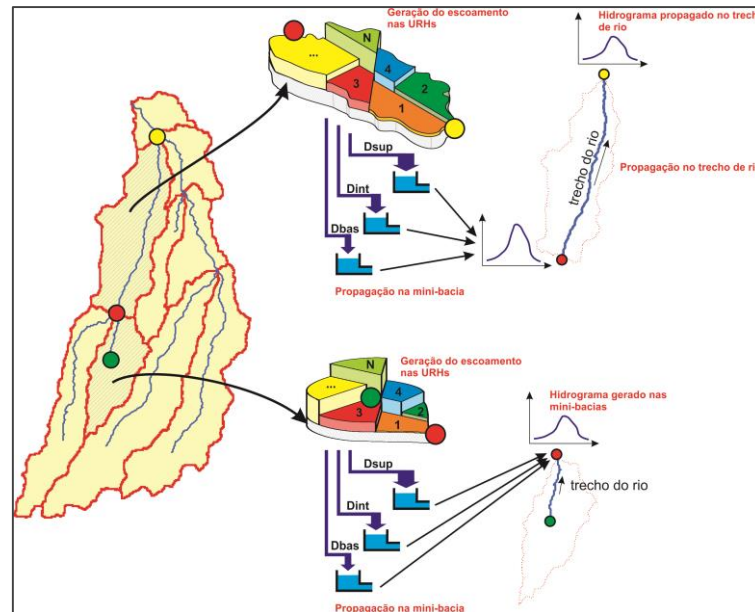 Geração do escoamento
nas URHs
N
...
4
3
2
1
Dsup
Dint
Dbas
Propagação na mini-bacia
Hidrograma propagado no trech
de rio
trecho do rio
Propagação no trecho de ri
Geração do escoamento
nas URHs
N
...
4
3
2
1
Dsup
Dint
Dbas
Propagação na mini-bacia
Hidrograma gerado nas
mini-bacias
trecho do rio